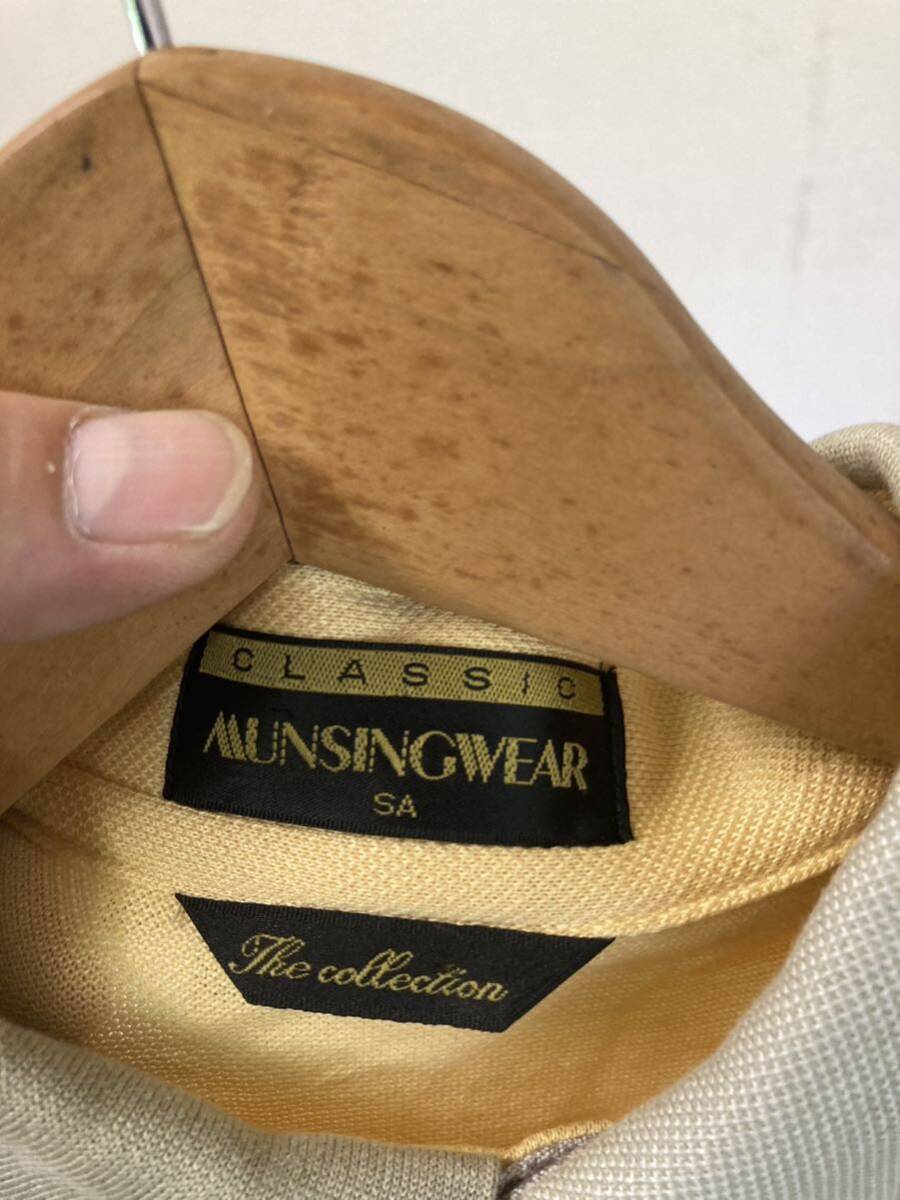 CLASSIC
MUNSINGWEAR
SA
The collection